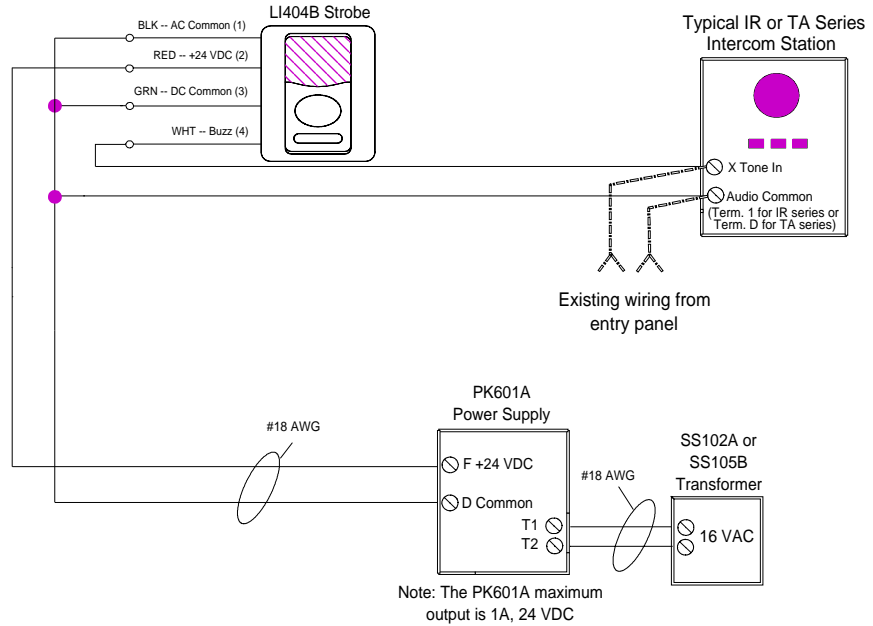 LI404B Strobe
BLK -- AC Common (1)
RED -- +24 VDC (2)
GRN -- DC Common (3)
WHT -- Buzz (4)
Typical IR or TA Series
Intercom Station
X Tone In
Audio Common
(Term. 1 for IR series or
Term. D for TA series)
Existing wiring from
entry panel
PK601A
Power Supply
#18 AWG
F +24 VDC
D Common
T1
T2
#18 AWG
SS102A or
SS105B
Transformer
16 VAC
Note: The PK601A maximum
output is 1A, 24 VDC